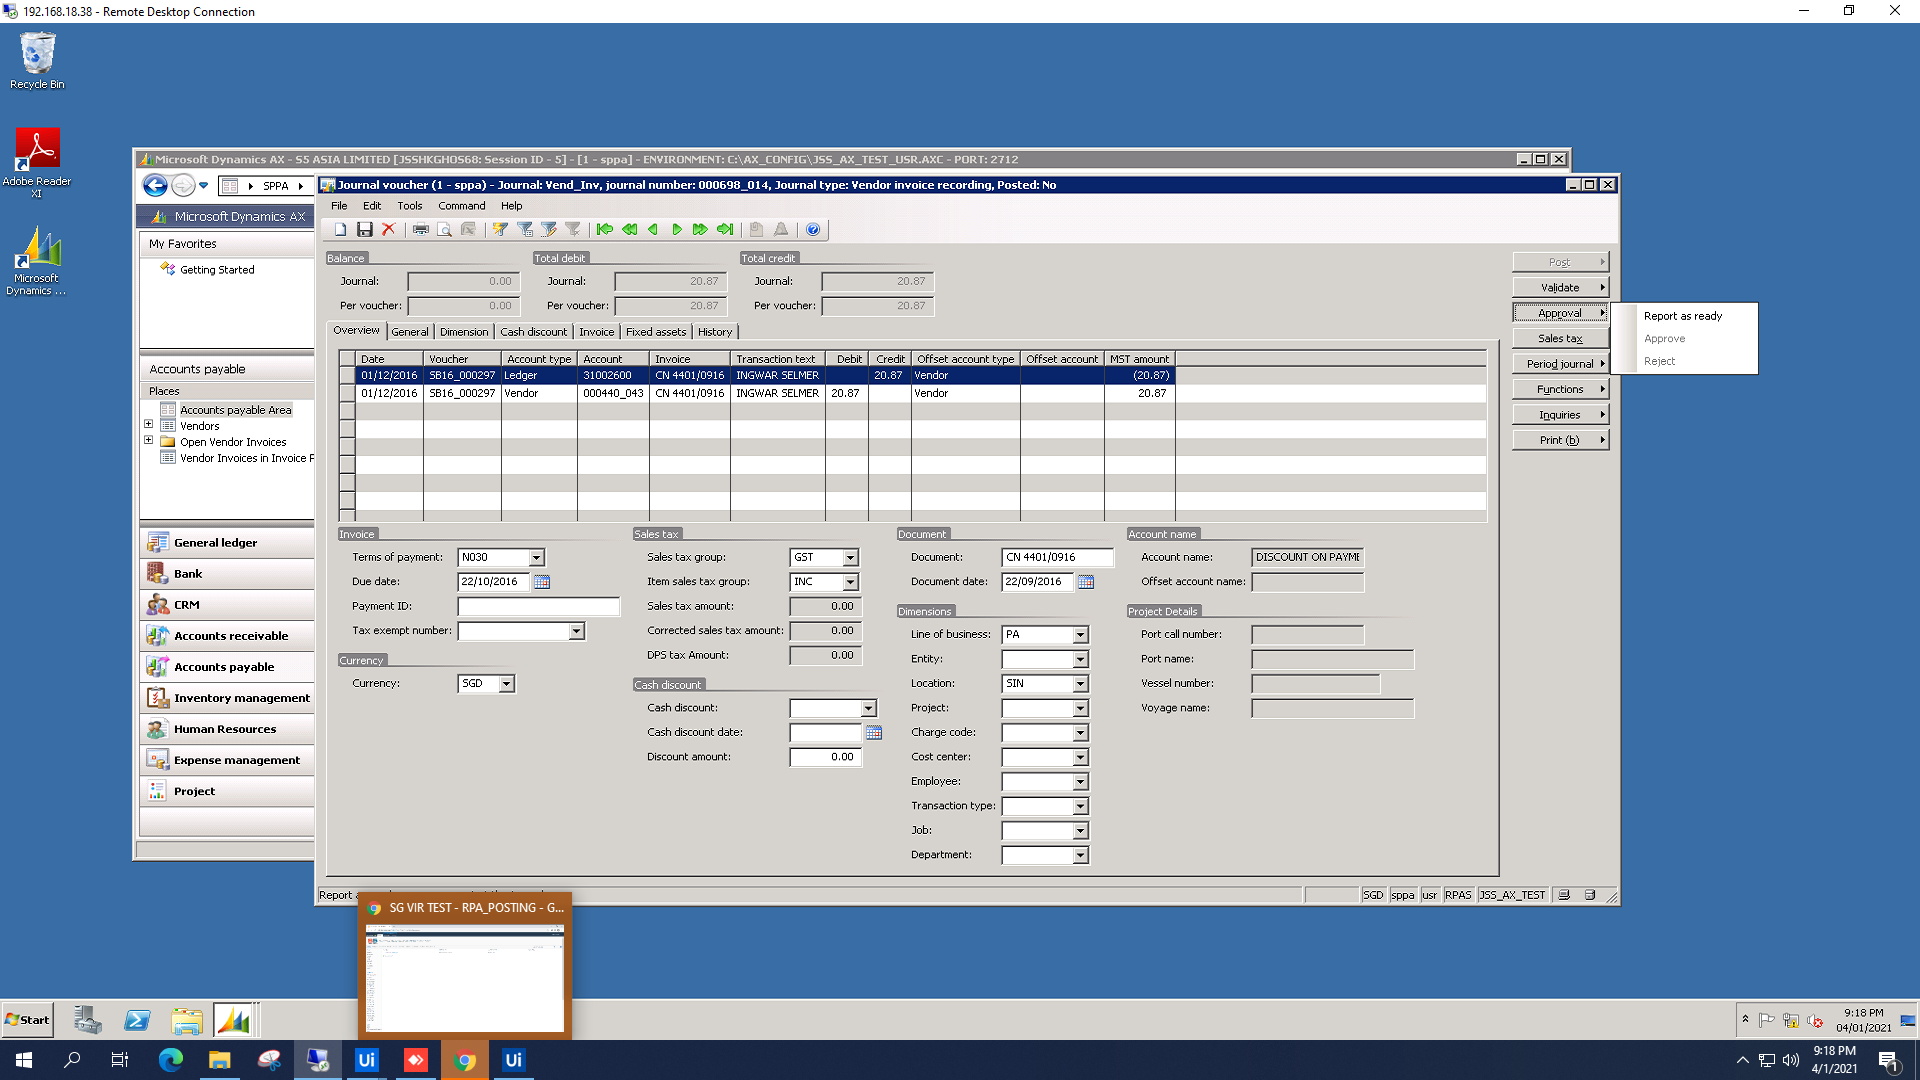 192.168.18.38 - Remote Desktop Connection
Recycle Bin
Adobe Reader
XI
Microsoft
Dynamics ...
Microsoft Dynamics AX - S5 ASIA LIMITED [JSSHKGHOS68: Session ID - 5] - [1 - sppa] - ENVIRONMENT: C:\AX_CONFIG\JSS_AX_TEST_USR.AXC - PORT: 2712
SPPA
Microsoft Dynamics AX
My Favorites
Getting Started
Accounts payable
Places
Accounts payable Area
Vendors
Open Vendor Invoices
Vendor Invoices in Invoice F
General ledger
Bank
CRM
Accounts receivable
Accounts payable
Inventory management
Human Resources
Expense management
Project
Journal voucher (1 - sppa) - Journal: Vend_Inv, journal number: 000698_014, Journal type: Vendor invoice recording, Posted: No
File Edit Tools Command Help
Balance Total debit Total credit
Journal: 0.00 Journal: 20.87 Journal: 20.87
Per voucher: 0.00 Per voucher: 20.87 Per voucher: 20.87
Overview General Dimension Cash discount Invoice Fixed assets History
Date Voucher Account type Account Invoice Transaction text Debit Credit Offset account type Offset account MST amount
01/12/2016 SB16_000297 Ledger 31002600 CN 4401/0916 INGWAR SELMER 20.87 Vendor (20.87)
01/12/2016 SB16_000297 Vendor 000440_043 CN 4401/0916 INGWAR SELMER 20.87 Vendor 20.87
Post
Validate
Approval
Sales tax
Period journal
Functions
Inquiries
Print (b)
Report as ready
Approve
Reject
Invoice
Terms of payment: N030
Due date: 22/10/2016
Payment ID:
Tax exempt number:
Currency
Currency: SGD
Sales tax
Sales tax group: GST
Item sales tax group: INC
Sales tax amount: 0.00
Corrected sales tax amount: 0.00
DPS tax Amount: 0.00
Cash discount
Cash discount:
Cash discount date:
Discount amount: 0.00
Document
Document: CN 4401/0916
Document date: 22/09/2016
Dimensions
Line of business: PA
Entity:
Location: SIN
Project:
Charge code:
Cost center:
Employee:
Transaction type:
Job:
Department:
Account name
Account name: DISCOUNT ON PAYME
Offset account name:
Project Details
Port call number:
Port name:
Vessel number:
Voyage name:
Report
SGD sppa usr RPAS JSS_AX_TEST
SG VIR TEST - RPA_POSTING - G...
Start
9:18 PM
04/01/2021
Ui
Ui
9:18 PM
4/1/2021
1